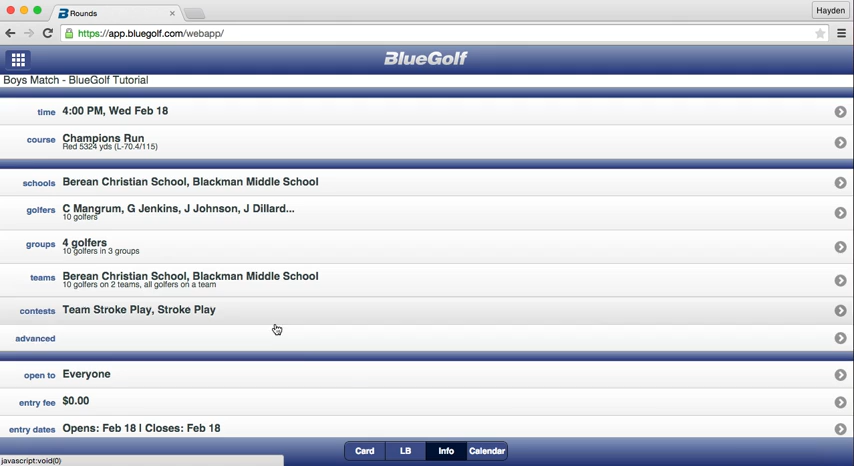 Rounds
Hayden
https://app.bluegolf.com/webapp/
BlueGolf
Boys Match - BlueGolf Tutorial
time 4:00 PM, Wed Feb 18
course Champions Run
Red 5324 yds (L-70.4/115)
schools Berean Christian School, Blackman Middle School
golfers C Mangrum, G Jenkins, J Johnson, J Dillard...
10 golfers
groups 4 golfers
10 golfers in 3 groups
teams Berean Christian School, Blackman Middle School
10 golfers on 2 teams, all golfers on a team
contests Team Stroke Play, Stroke Play
advanced
open to Everyone
entry fee $0.00
entry dates Opens: Feb 18 | Closes: Feb 18
Card LB Info Calendar
javascript:void(0)